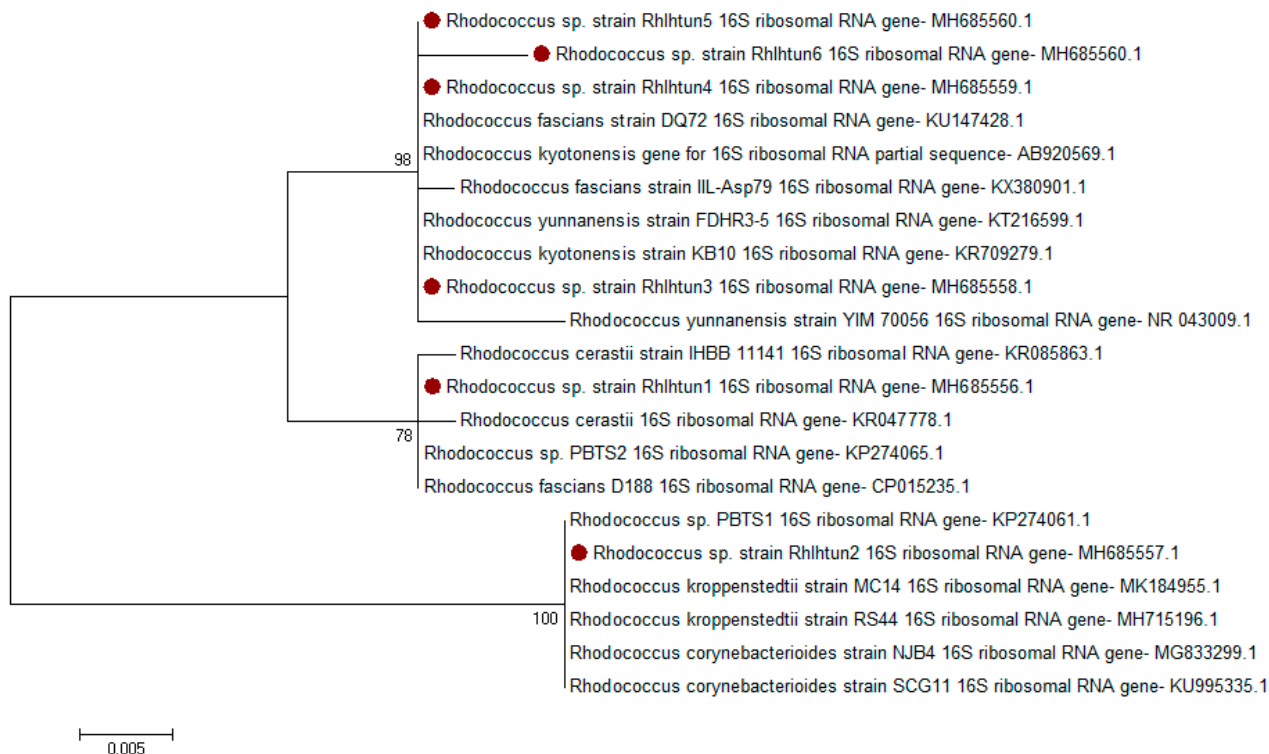 Rhodococcus sp. strain Rhlhtun5 16S ribosomal RNA gene- MH685560.1
Rhodococcus sp. strain Rhlhtun6 16S ribosomal RNA gene- MH685560.1
Rhodococcus sp. strain Rhlhtun4 16S ribosomal RNA gene- MH685559.1
Rhodococcus fascians strain DQ72 16S ribosomal RNA gene- KU147428.1
98
Rhodococcus kyotonensis gene for 16S ribosomal RNA partial sequence- AB920569.1
Rhodococcus fascians strain IIL-Asp79 16S ribosomal RNA gene- KX380901.1
Rhodococcus yunnanensis strain FDHR3-5 16S ribosomal RNA gene- KT216599.1
Rhodococcus kyotonensis strain KB10 16S ribosomal RNA gene- KR709279.1
Rhodococcus sp. strain Rhlhtun3 16S ribosomal RNA gene- MH685558.1
Rhodococcus yunnanensis strain YIM 70056 16S ribosomal RNA gene- NR 043009.1
Rhodococcus cerastii strain IHBB 11141 16S ribosomal RNA gene- KR085863.1
Rhodococcus sp. strain Rhlhtun1 16S ribosomal RNA gene- MH685556.1
Rhodococcus cerastii 16S ribosomal RNA gene- KR047778.1
78
Rhodococcus sp. PBTS2 16S ribosomal RNA gene- KP274065.1
Rhodococcus fascians D188 16S ribosomal RNA gene- CP015235.1
Rhodococcus sp. PBTS1 16S ribosomal RNA gene- KP274061.1
Rhodococcus sp. strain Rhlhtun2 16S ribosomal RNA gene- MH685557.1
Rhodococcus kroppenstedtii strain MC14 16S ribosomal RNA gene- MK184955.1
100
Rhodococcus kroppenstedtii strain RS44 16S ribosomal RNA gene- MH715196.1
Rhodococcus corynebacterioides strain NJB4 16S ribosomal RNA gene- MG833299.1
Rhodococcus corynebacterioides strain SCG11 16S ribosomal RNA gene- KU995335.1
0.005